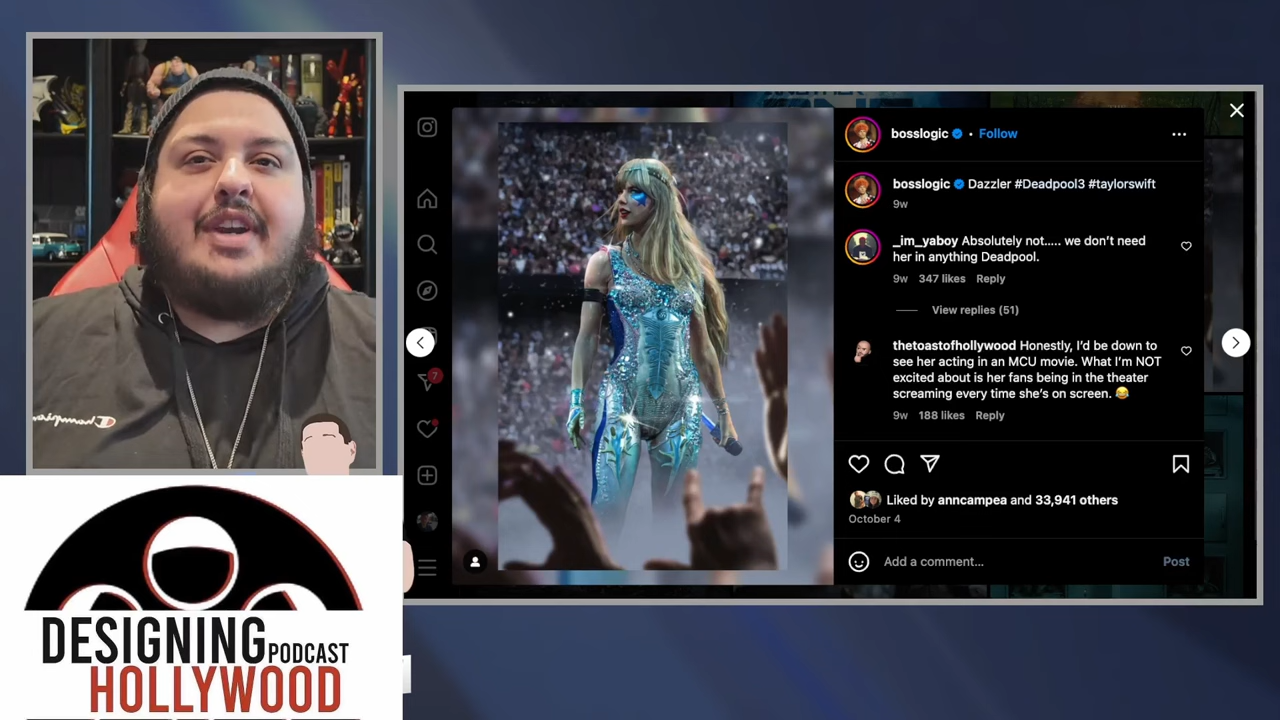 bosslogic • Follow
bosslogic Dazzler #Deadpool3 #taylorswift
9w
_im_yaboy Absolutely not..... we don't need
her in anything Deadpool.
9w 347 likes Reply
View replies (51)
thetoastofhollywood Honestly, I'd be down to
see her acting in an MCU movie. What I'm NOT
excited about is her fans being in the theater
screaming every time she's on screen. 😂
9w 188 likes Reply
Liked by anncampea and 33,941 others
October 4
Add a comment... Post
7
DESIGNING PODCAST
HOLLYWOOD